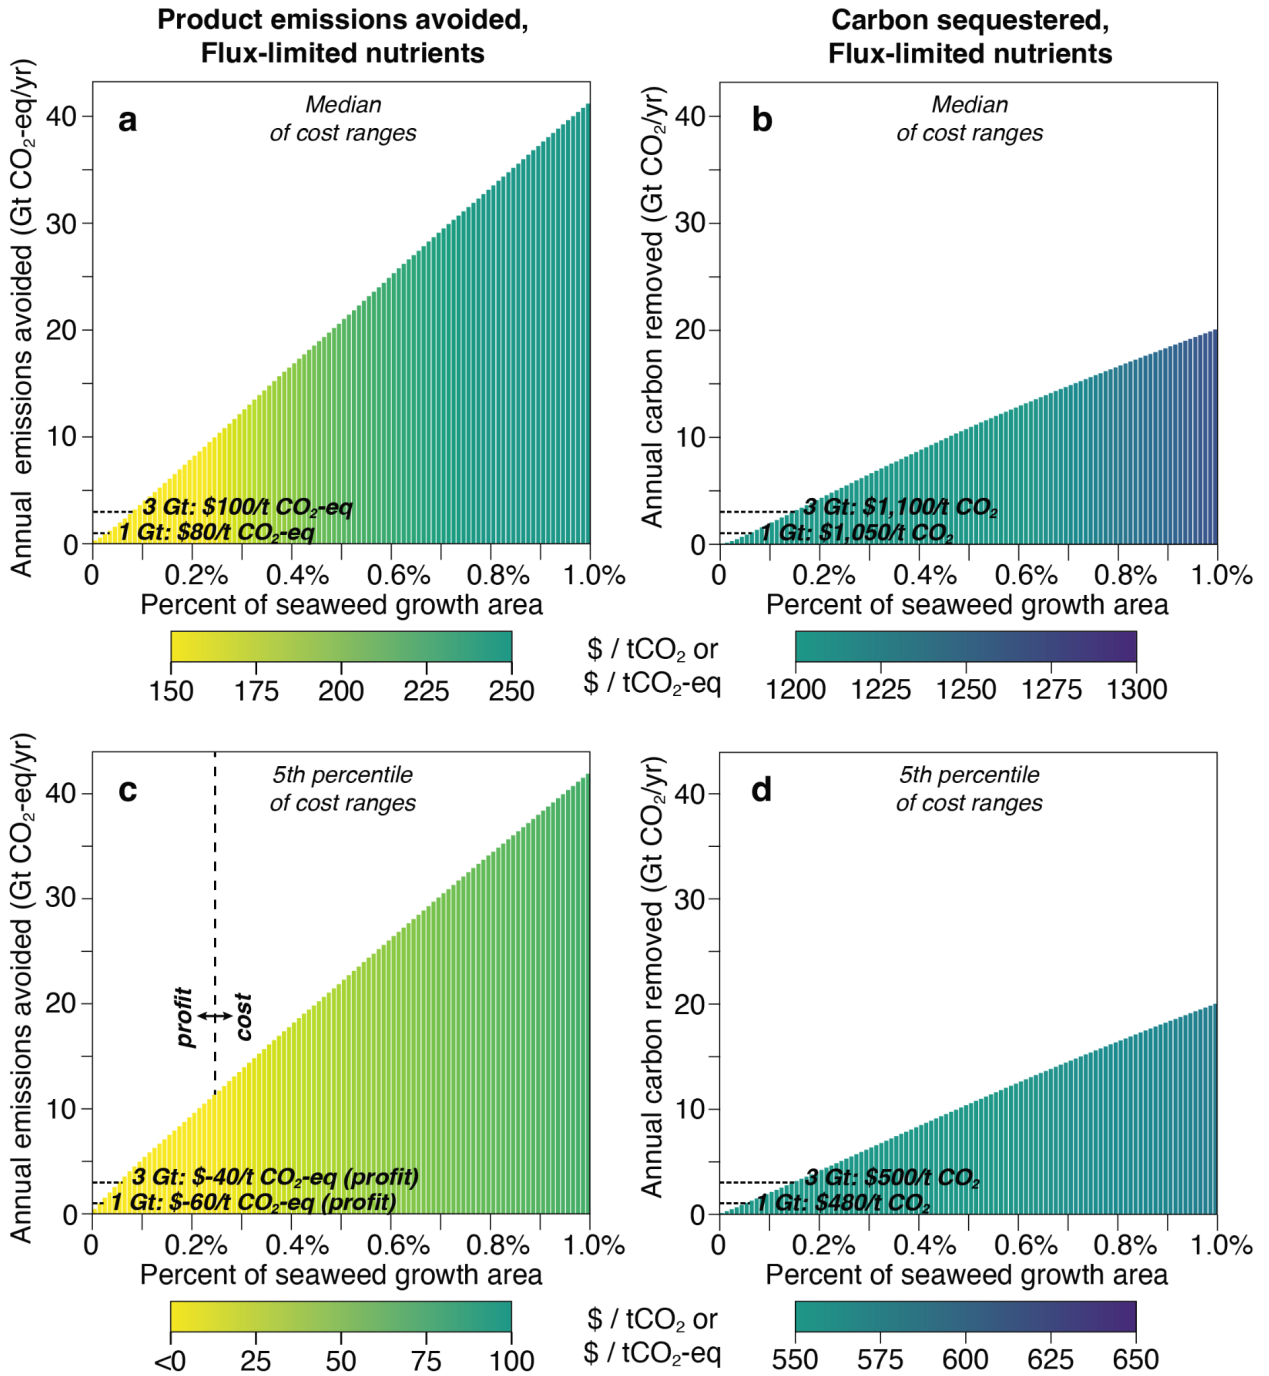 Product emissions avoided,
Flux-limited nutrients
Carbon sequestered,
Flux-limited nutrients
a
Median
of cost ranges
Annual emissions avoided (Gt CO₂-eq/yr)
40
30
20
10
0
3 Gt: $100/t CO₂-eq
1 Gt: $80/t CO₂-eq
0 0.2% 0.4% 0.6% 0.8% 1.0%
Percent of seaweed growth area
b
Median
of cost ranges
Annual carbon removed (Gt CO₂/yr)
40
30
20
10
0
3 Gt: $1,100/t CO₂
1 Gt: $1,050/t CO₂
0 0.2% 0.4% 0.6% 0.8% 1.0%
Percent of seaweed growth area
150 175 200 225 250
$ / tCO₂ or
$ / tCO₂-eq
1200 1225 1250 1275 1300
c
5th percentile
of cost ranges
Annual emissions avoided (Gt CO₂-eq/yr)
40
30
20
10
0
profit
cost
3 Gt: $-40/t CO₂-eq (profit)
1 Gt: $-60/t CO₂-eq (profit)
0 0.2% 0.4% 0.6% 0.8% 1.0%
Percent of seaweed growth area
d
5th percentile
of cost ranges
Annual carbon removed (Gt CO₂/yr)
40
30
20
10
0
3 Gt: $500/t CO₂
1 Gt: $480/t CO₂
0 0.2% 0.4% 0.6% 0.8% 1.0%
Percent of seaweed growth area
<0 25 50 75 100
$ / tCO₂ or
$ / tCO₂-eq
550 575 600 625 650